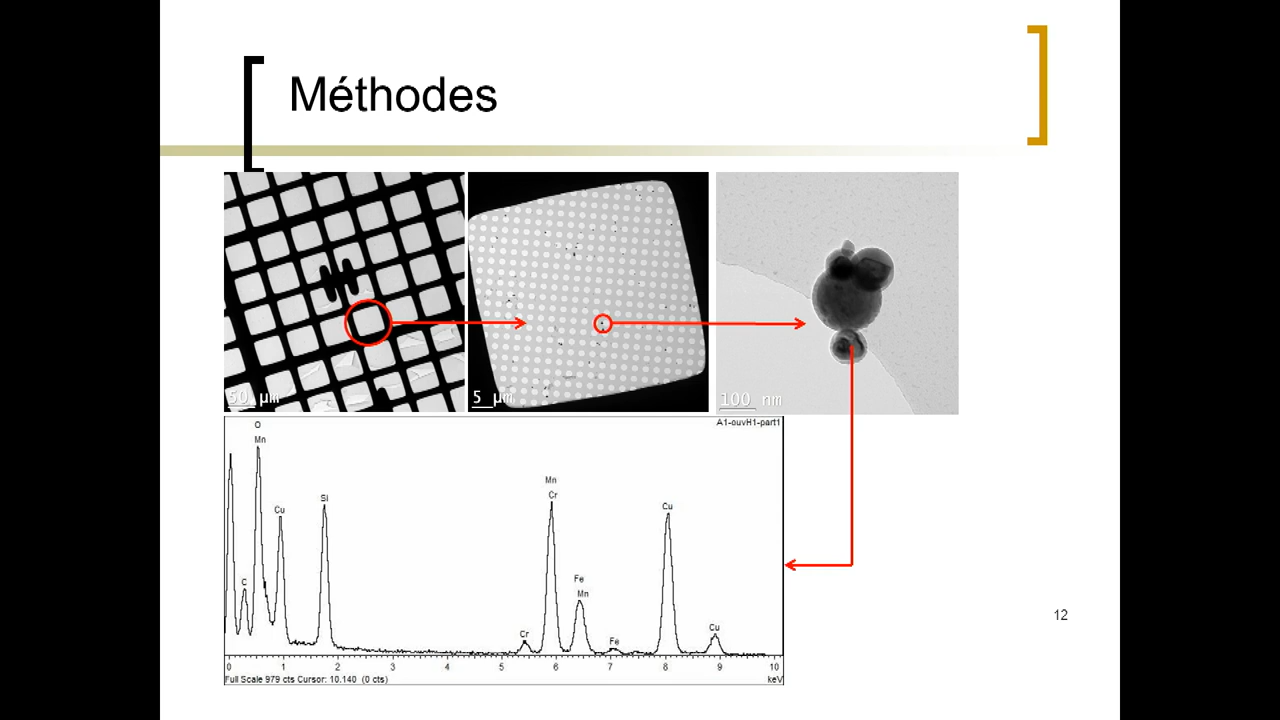 Méthodes
50 µm
5 µm
100 nm
A1-ouvH1-part1
O
Mn
C
Cu
Si
Mn
Cr
Cr
Fe
Mn
Fe
Cu
Cu
0 1 2 3 4 5 6 7 8 9 10
Full Scale 979 cts Cursor: 10.140 (0 cts)
keV
12